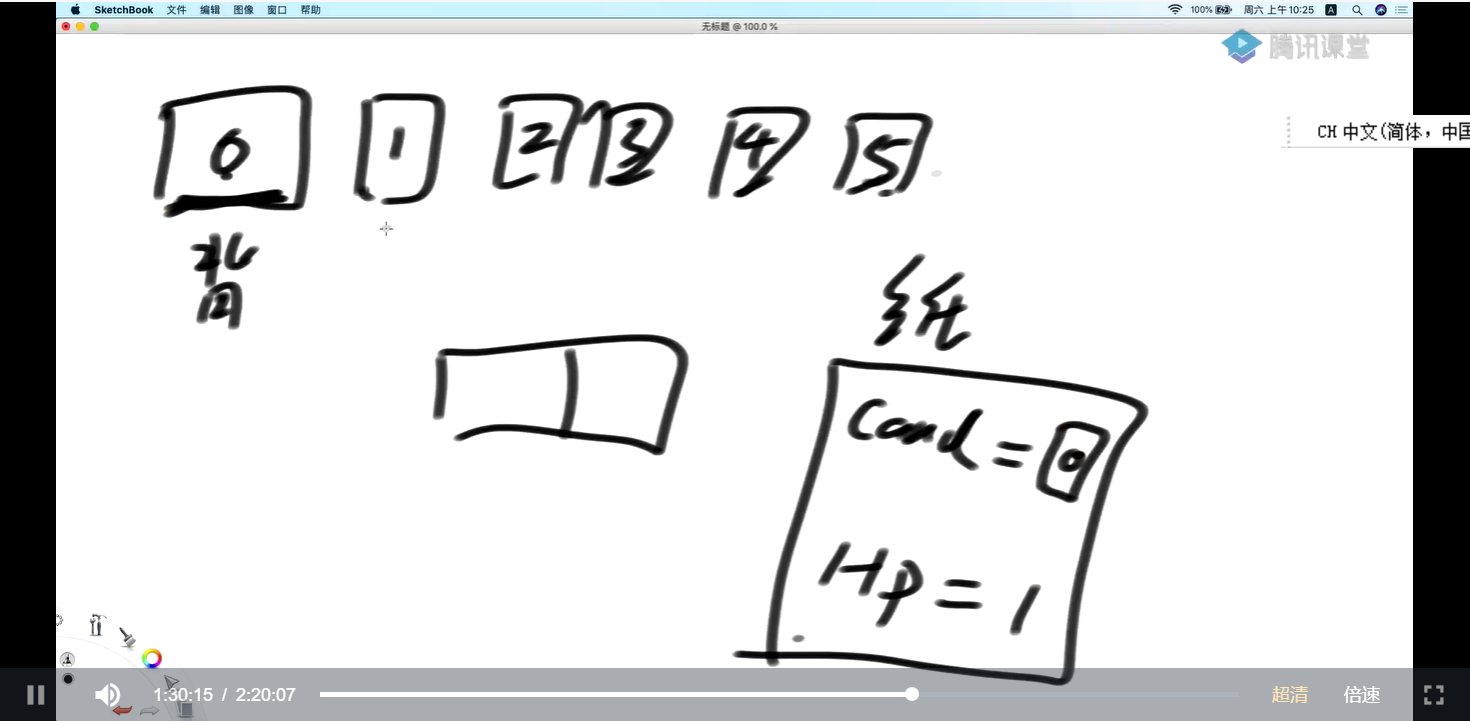 SketchBook 文件 编辑 图像 窗口 帮助 100% 周六 上午10:25 A
无标题 @ 100.0 %
腾讯课堂
CH 中文(简体，中国
0 1 2 3 4 5
背
纸
Cond = 0
Hp = 1
1:30:15 / 2:20:07 超清 倍速